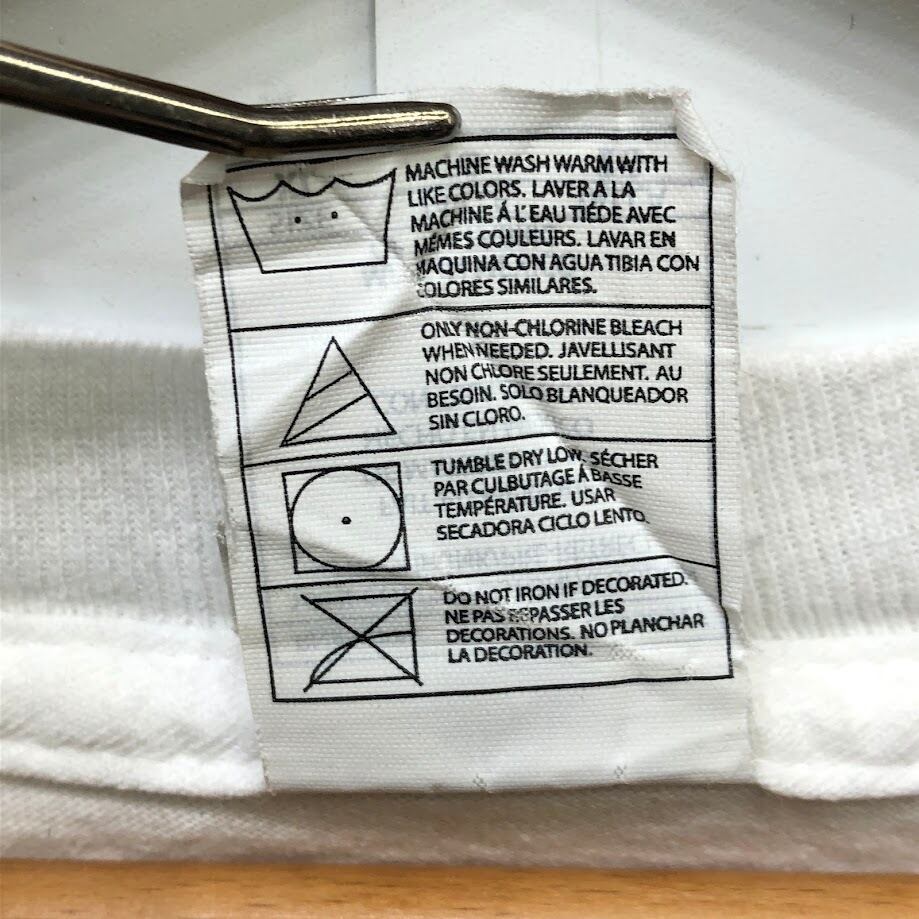 MACHINE WASH WARM WITH
LIKE COLORS. LAVER A LA
MACHINE Á L'EAU TIÉDE AVEC
MÉMES COULEURS. LAVAR EN
MAQUINA CON AGUA TIBIA CON
COLORES SIMILARES.
ONLY NON-CHLORINE BLEACH
WHEN NEEDED. JAVELLISANT
NON CHLORE SEULEMENT. AU
BESOIN. SOLO BLANQUEADOR
SIN CLORO.
TUMBLE DRY LOW. SÉCHER
PAR CULBUTAGE Á BASSE
TEMPÉRATURE. USAR
SECADORA CICLO LENTO.
DO NOT IRON IF DECORATED.
NE PAS REPASSER LES
DECORATIONS. NO PLANCHAR
LA DECORATION.